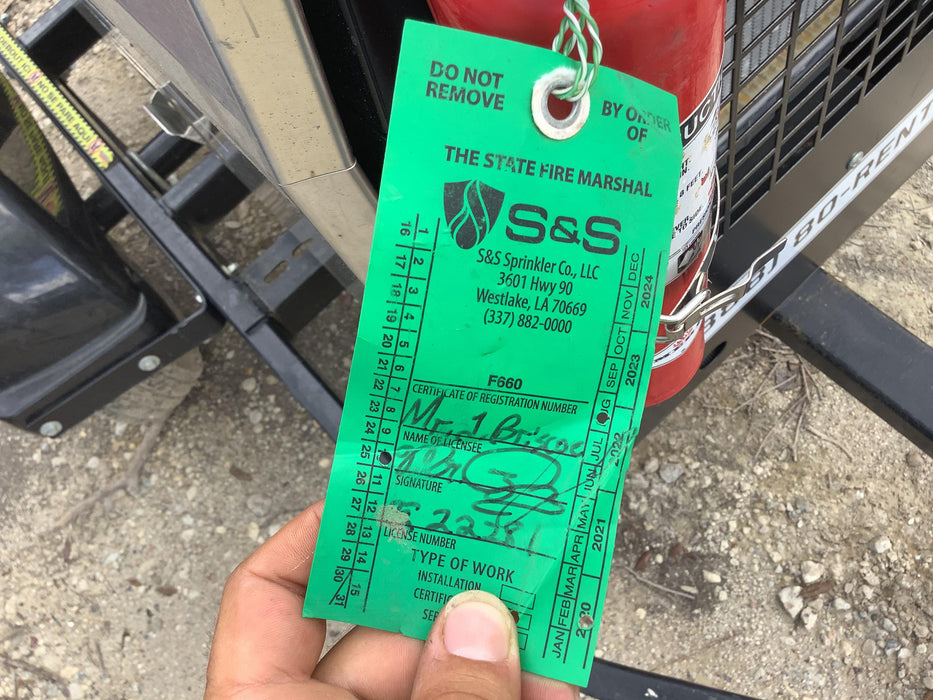 DO NOT
REMOVE
BY ORDER
OF
THE STATE FIRE MARSHAL
S&S
S&S Sprinkler Co., LLC
3601 Hwy 90
Westlake, LA 70669
(337) 882-0000
F660
CERTIFICATE OF REGISTRATION NUMBER
Briscoe
NAME OF LICENSEE
SIGNATURE
LICENSE NUMBER
TYPE OF WORK
INSTALLATION
1 2 3 4 5 6 7 8 9 11 12 13 14 15
16 17 18 19 20 21 22 23 24 25 26 27 28 29 30 31
JAN FEB MAR APR MAY JUN JUL SEP OCT NOV DEC
2020 2021 2022 2023 2024
80-RENT